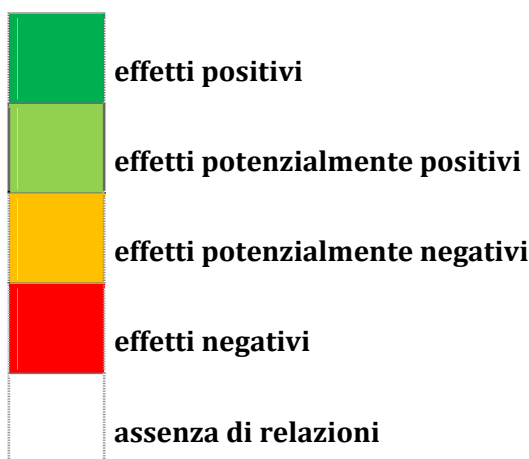 effetti positivi
effetti potenzialmente positivi
effetti potenzialmente negativi
effetti negativi
assenza di relazioni